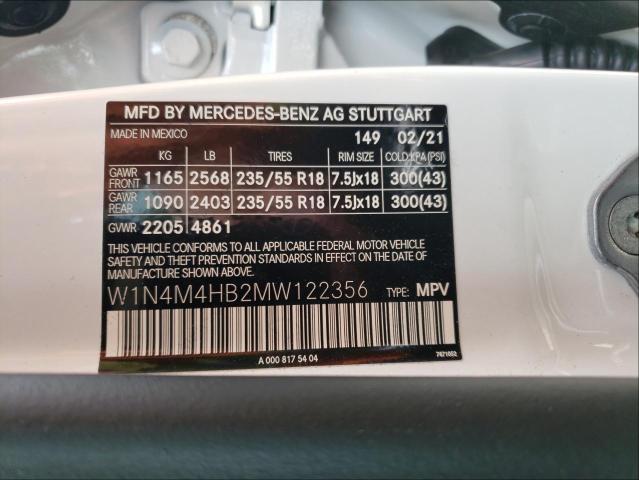 MFD BY MERCEDES-BENZ AG STUTTGART
MADE IN MEXICO 149 02/21
KG LB TIRES RIM SIZE COLD:KPA (PSI)
GAWR FRONT 1165 2568 235/55 R18 7.5Jx18 300(43)
GAWR REAR 1090 2403 235/55 R18 7.5Jx18 300(43)
GVWR 2205 4861
THIS VEHICLE CONFORMS TO ALL APPLICABLE FEDERAL MOTOR VEHICLE
SAFETY AND THEFT PREVENTION STANDARDS IN EFFECT ON THE DATE OF
MANUFACTURE SHOWN ABOVE.
W1N4M4HB2MW122356 TYPE: MPV
A 000 817 54 04